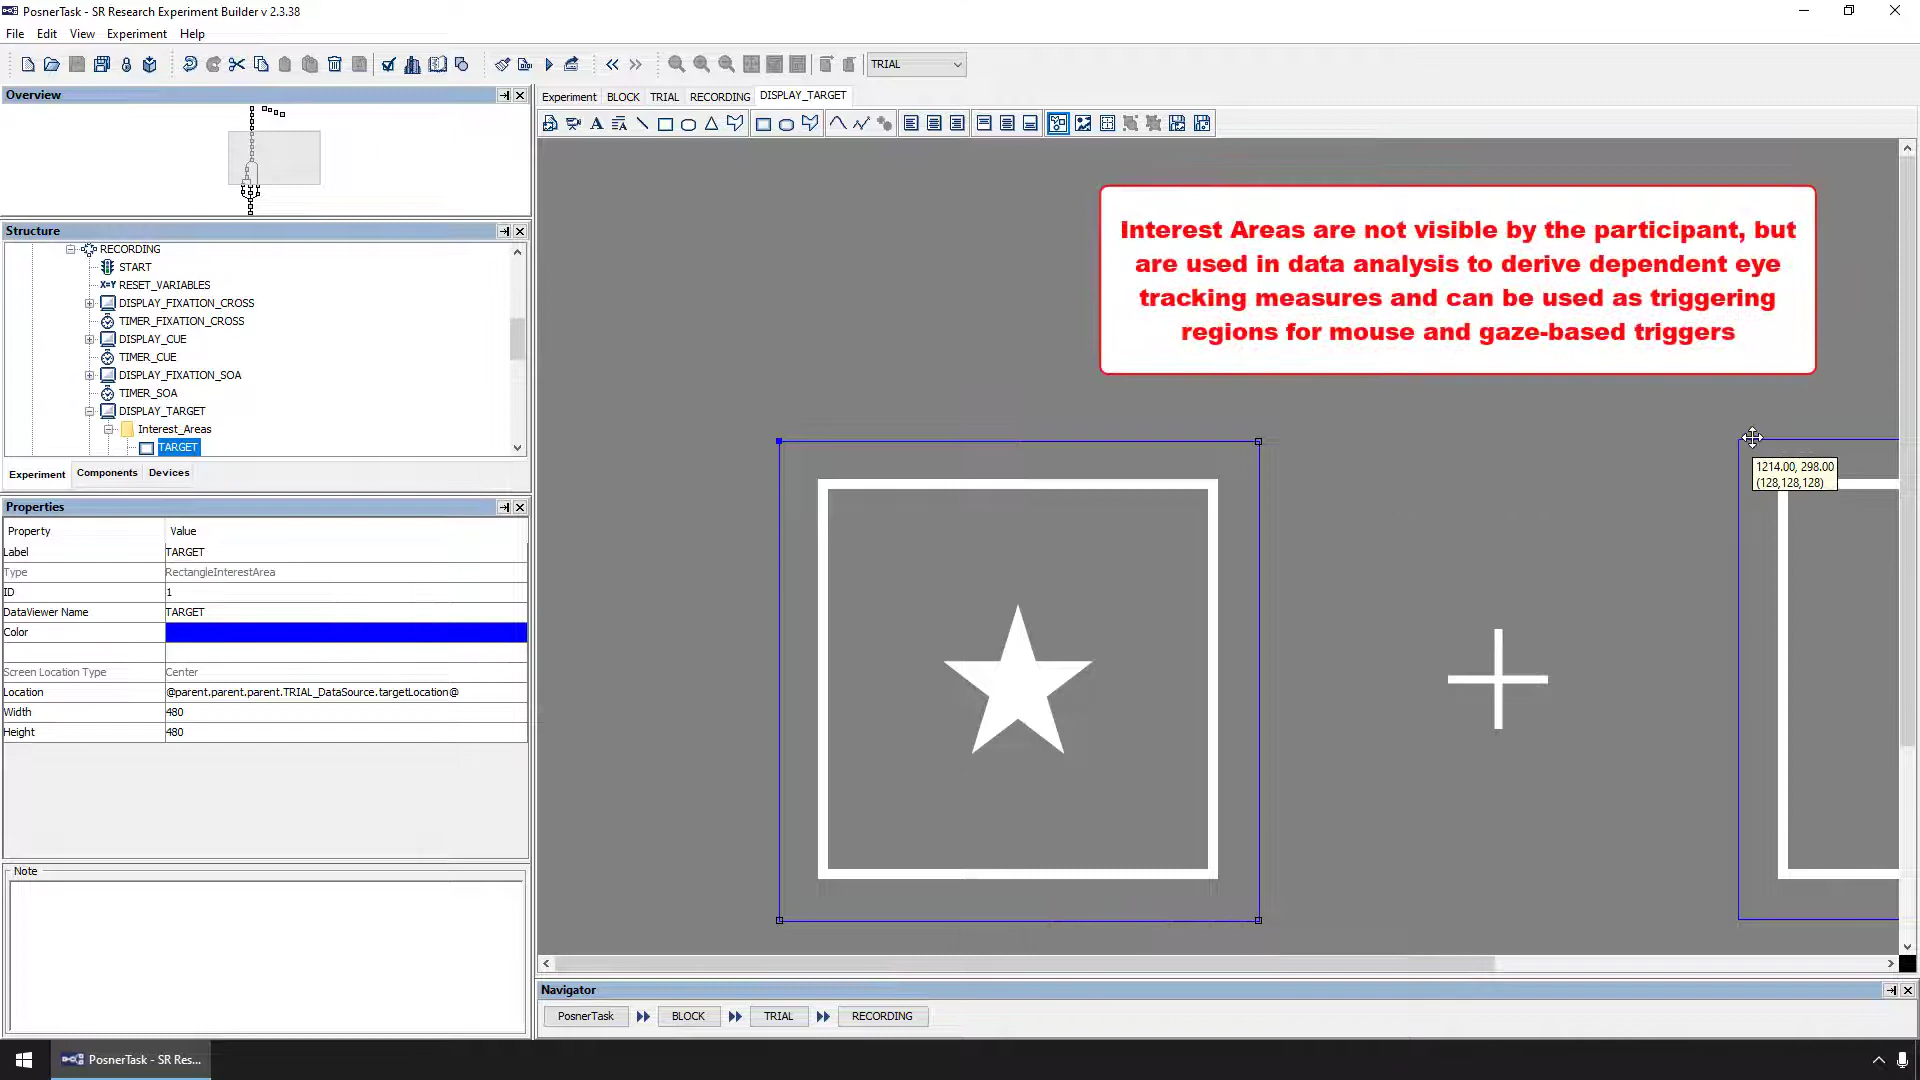 PosnerTask - SR Research Experiment Builder v 2.3.38
File Edit View Experiment Help
TRIAL
Overview
Structure
RECORDING
START
X=Y RESET_VARIABLES
DISPLAY_FIXATION_CROSS
TIMER_FIXATION_CROSS
DISPLAY_CUE
TIMER_CUE
DISPLAY_FIXATION_SOA
TIMER_SOA
DISPLAY_TARGET
Interest_Areas
TARGET
Experiment Components Devices
Properties
Property Value
Label TARGET
Type RectangleInterestArea
ID 1
DataViewer Name TARGET
Color
Screen Location Type Center
Location @parent.parent.parent.TRIAL_DataSource.targetLocation@
Width 480
Height 480
Note
Experiment BLOCK TRIAL RECORDING DISPLAY_TARGET
Interest Areas are not visible by the participant, but
are used in data analysis to derive dependent eye
tracking measures and can be used as triggering
regions for mouse and gaze-based triggers
1214.00, 298.00
(128,128,128)
Navigator
PosnerTask BLOCK TRIAL RECORDING
PosnerTask - SR Res...